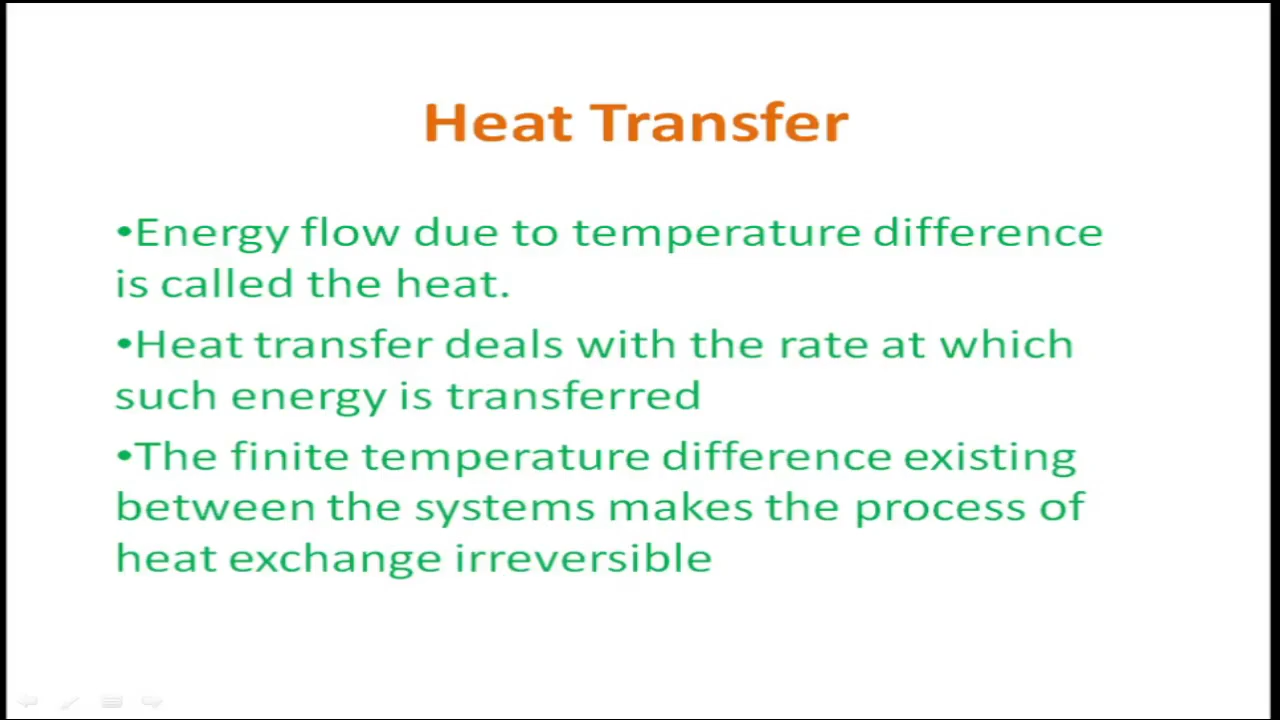 Heat Transfer
•Energy flow due to temperature difference
is called the heat.
•Heat transfer deals with the rate at which
such energy is transferred
•The finite temperature difference existing
between the systems makes the process of
heat exchange irreversible